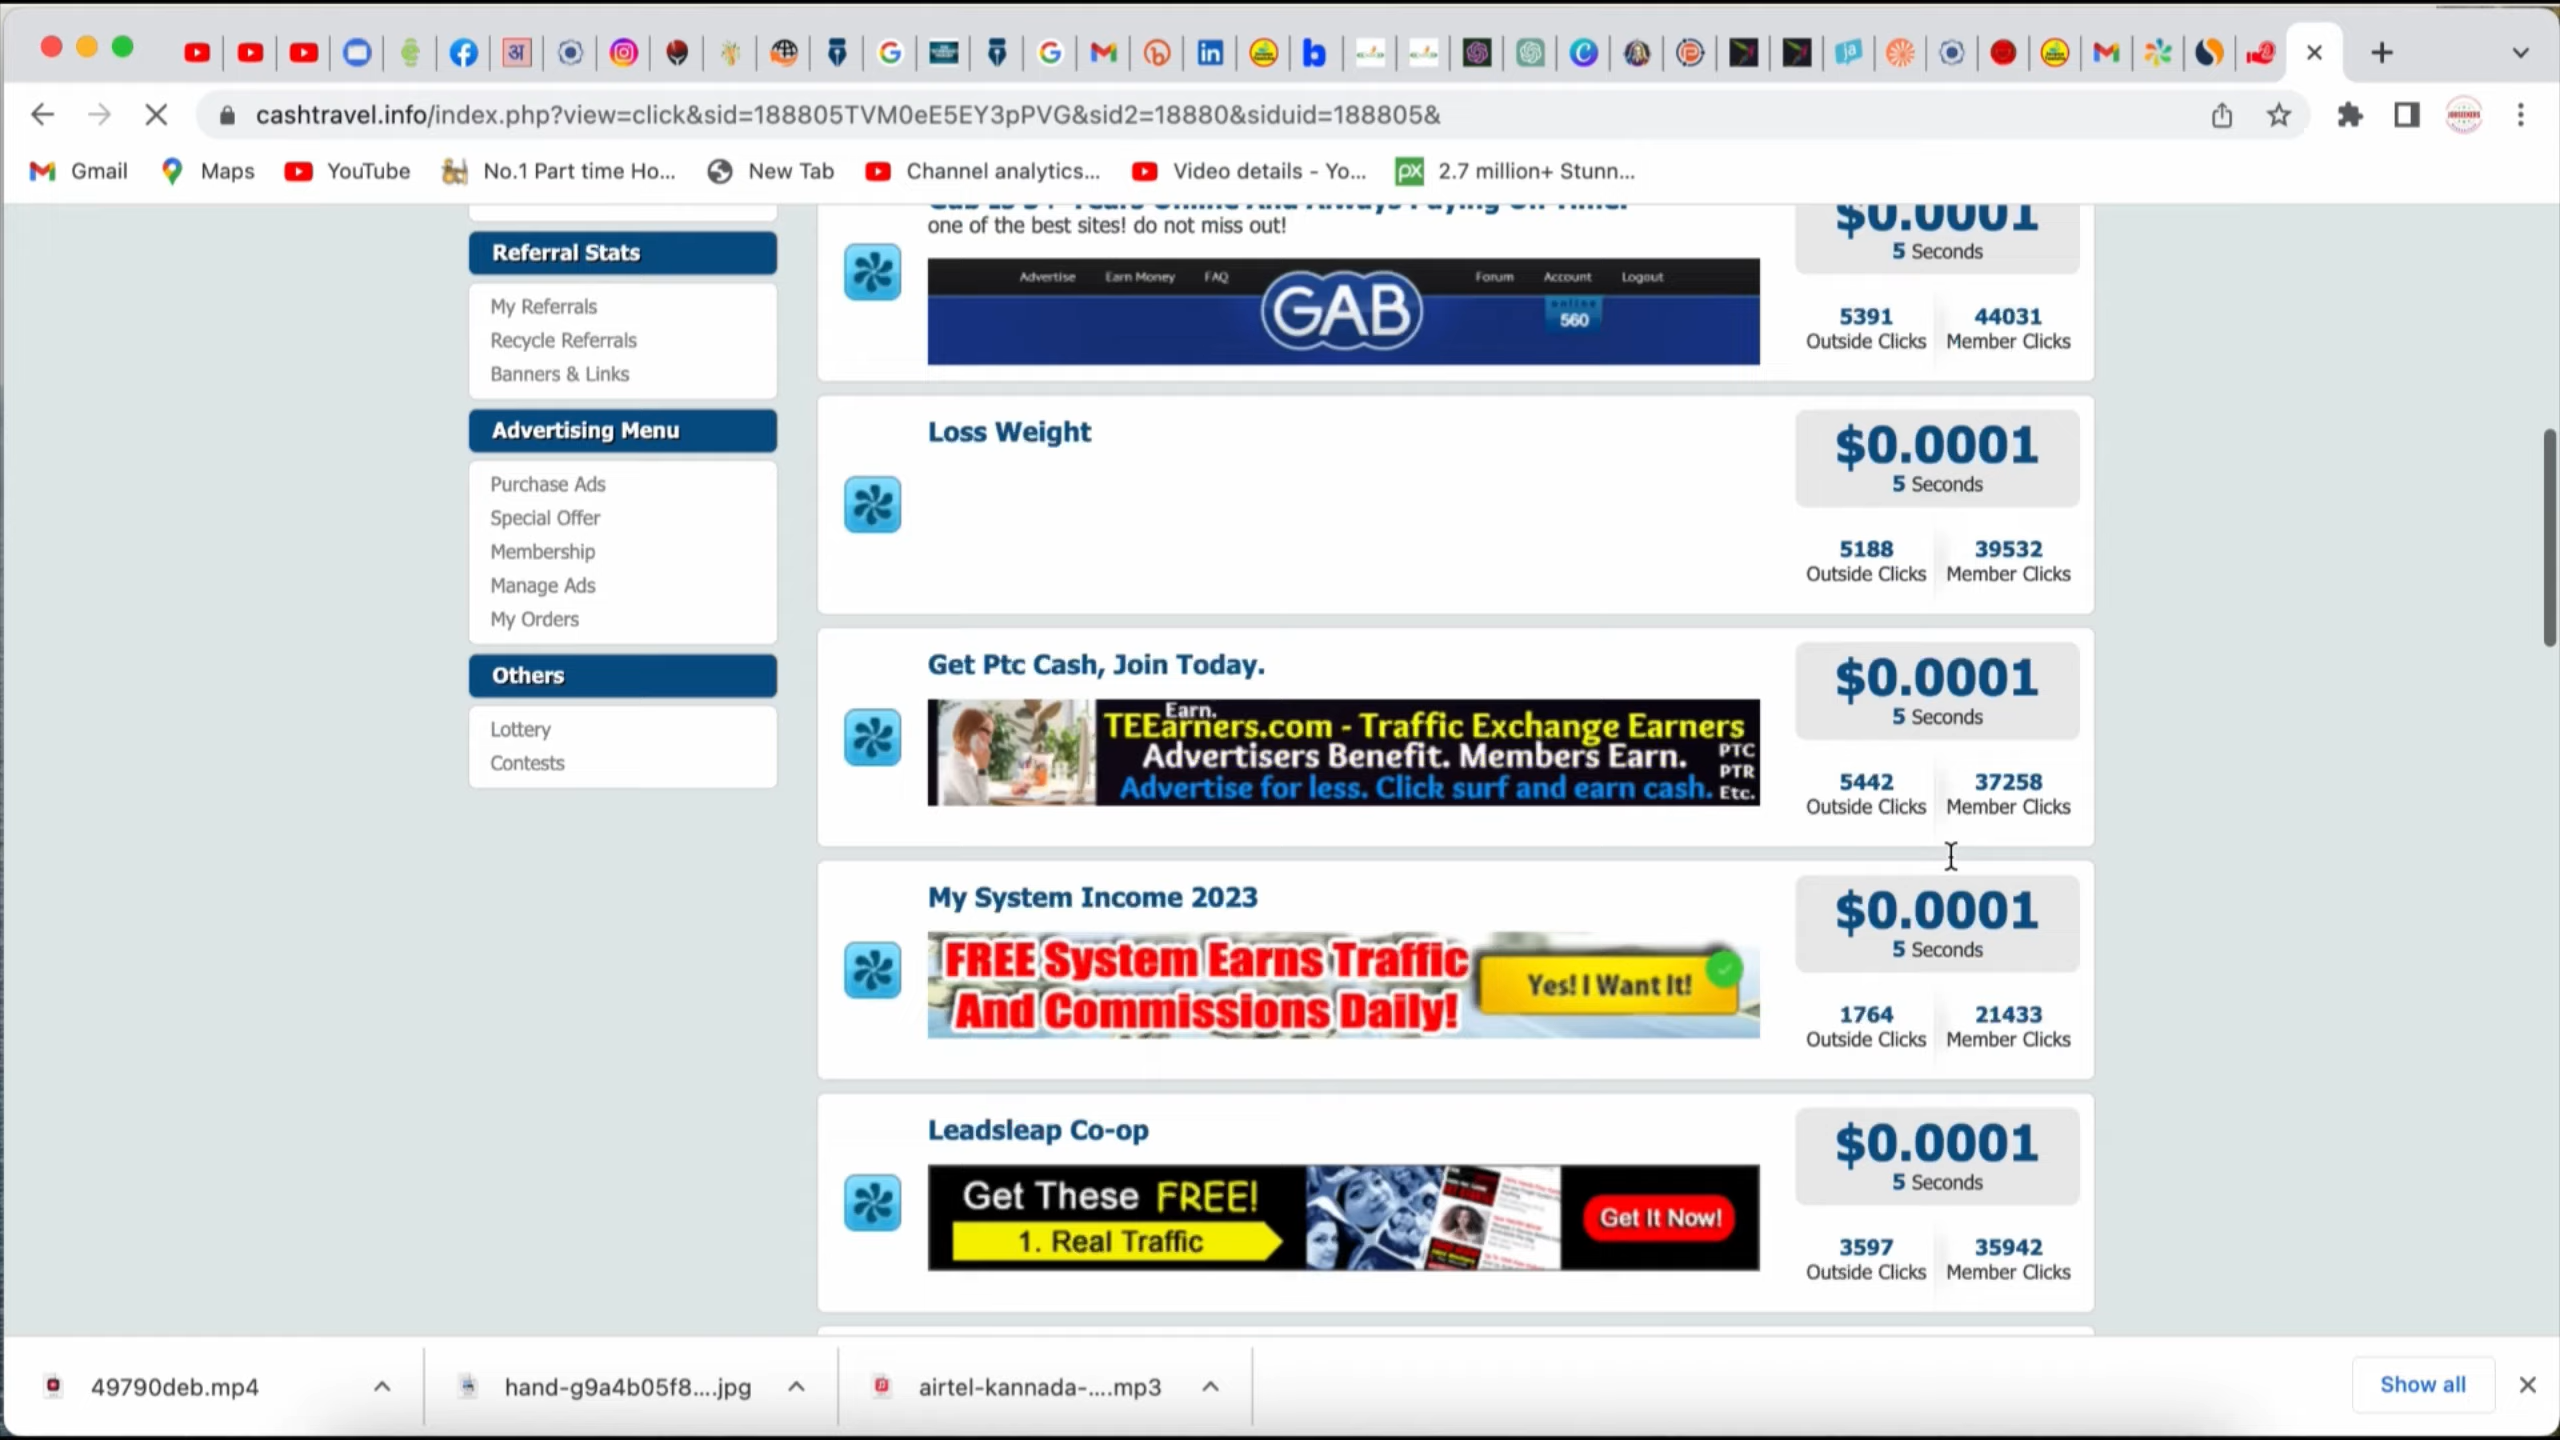 cashtravel.info/index.php?view=click&sid=188805TVM0eE5EY3pPVG&sid2=18880&siduid=188805&
Gmail Maps YouTube No.1 Part time Ho... New Tab Channel analytics... Video details - Yo... 2.7 million+ Stunn...
Referral Stats
My Referrals
Recycle Referrals
Banners & Links
Advertising Menu
Purchase Ads
Special Offer
Membership
Manage Ads
My Orders
Others
Lottery
Contests
one of the best sites! do not miss out!
Advertise Earn Money FAQ GAB Forum Account Logout
online
560
$0.0001
5 Seconds
5391 44031
Outside Clicks Member Clicks
Loss Weight
$0.0001
5 Seconds
5188 39532
Outside Clicks Member Clicks
Get Ptc Cash, Join Today.
Earn.
TEEarners.com - Traffic Exchange Earners
Advertisers Benefit. Members Earn.
Advertise for less. Click surf and earn cash.
PTC
PTR
Etc.
$0.0001
5 Seconds
5442 37258
Outside Clicks Member Clicks
My System Income 2023
FREE System Earns Traffic
And Commissions Daily!
Yes! I Want It!
$0.0001
5 Seconds
1764 21433
Outside Clicks Member Clicks
Leadsleap Co-op
Get These FREE!
1. Real Traffic
Get It Now!
$0.0001
5 Seconds
3597 35942
Outside Clicks Member Clicks
49790deb.mp4 hand-g9a4b05f8....jpg airtel-kannada-....mp3 Show all